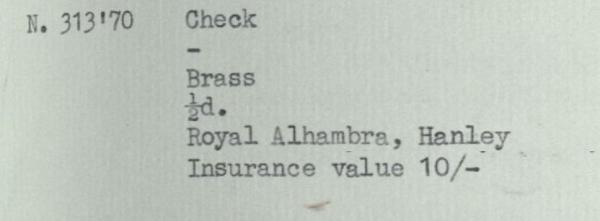 N. 313'70 Check
-
Brass
½d.
Royal Alhambra, Hanley
Insurance value 10/-